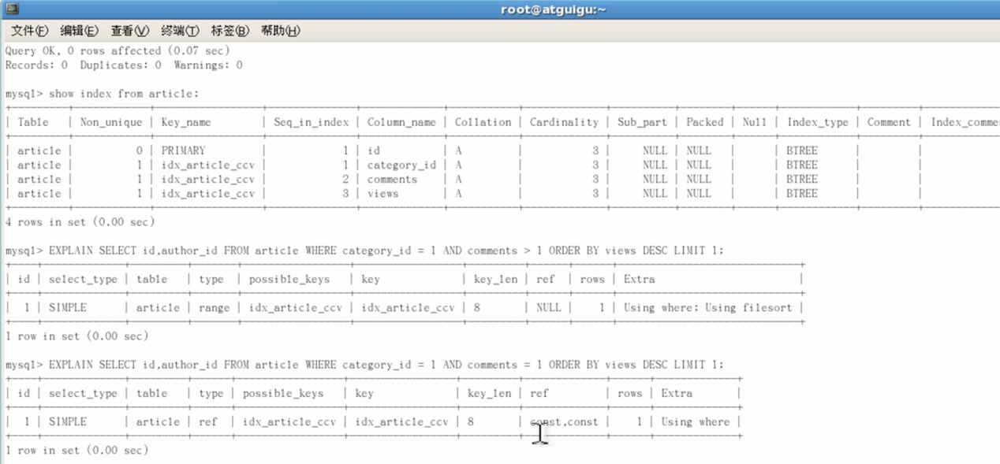 root@atguigu:~
文件(F) 编辑(E) 查看(V) 终端(T) 标签(B) 帮助(H)
Query OK, 0 rows affected (0.07 sec)
Records: 0  Duplicates: 0  Warnings: 0
mysql> show index from article;
| Table | Non_unique | Key_name | Seq_in_index | Column_name | Collation | Cardinality | Sub_part | Packed | Null | Index_type | Comment | Index_comme
| article | 0 | PRIMARY | 1 | id | A | 3 | NULL | NULL | | BTREE | |
| article | 1 | idx_article_ccv | 1 | category_id | A | 3 | NULL | NULL | | BTREE | |
| article | 1 | idx_article_ccv | 2 | comments | A | 3 | NULL | NULL | | BTREE | |
| article | 1 | idx_article_ccv | 3 | views | A | 3 | NULL | NULL | | BTREE | |
4 rows in set (0.00 sec)
mysql> EXPLAIN SELECT id,author_id FROM article WHERE category_id = 1 AND comments > 1 ORDER BY views DESC LIMIT 1;
| id | select_type | table | type | possible_keys | key | key_len | ref | rows | Extra |
| 1 | SIMPLE | article | range | idx_article_ccv | idx_article_ccv | 8 | NULL | 1 | Using where; Using filesort |
1 row in set (0.00 sec)
mysql> EXPLAIN SELECT id,author_id FROM article WHERE category_id = 1 AND comments = 1 ORDER BY views DESC LIMIT 1;
| id | select_type | table | type | possible_keys | key | key_len | ref | rows | Extra |
| 1 | SIMPLE | article | ref | idx_article_ccv | idx_article_ccv | 8 | const,const | 1 | Using where |
1 row in set (0.00 sec)